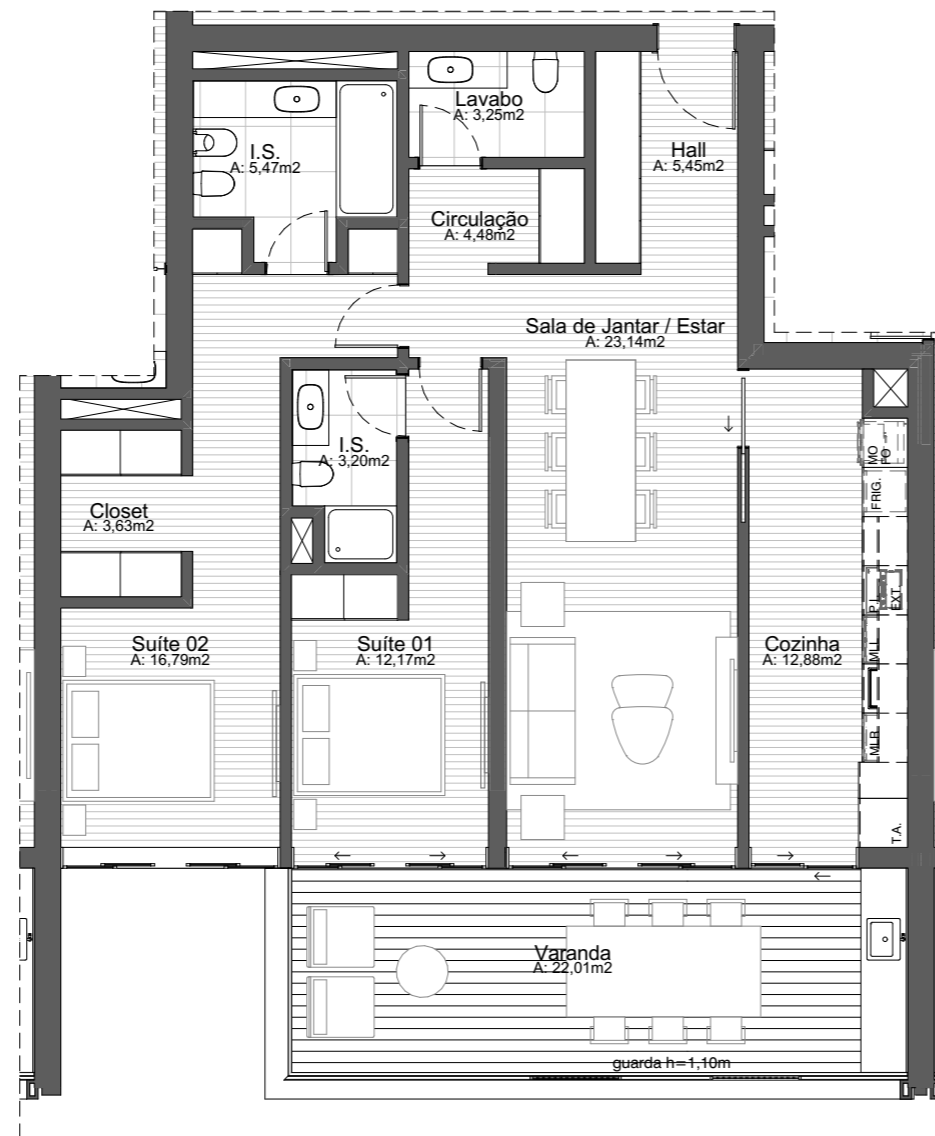 Lavabo
A: 3,25m2
Hall
A: 5,45m2
I.S.
A: 5,47m2
Circulação
A: 4,48m2
Sala de Jantar / Estar
A: 23,14m2
I.S.
A: 3,20m2
MO
FO
FRIG.
Closet
A: 3,63m2
P.I.
EXT.
Suíte 02
A: 16,79m2
Suíte 01
A: 12,17m2
Cozinha
A: 12,88m2
MLL
MLR
T.A.
Varanda
A: 22,01m2
guarda h=1,10m